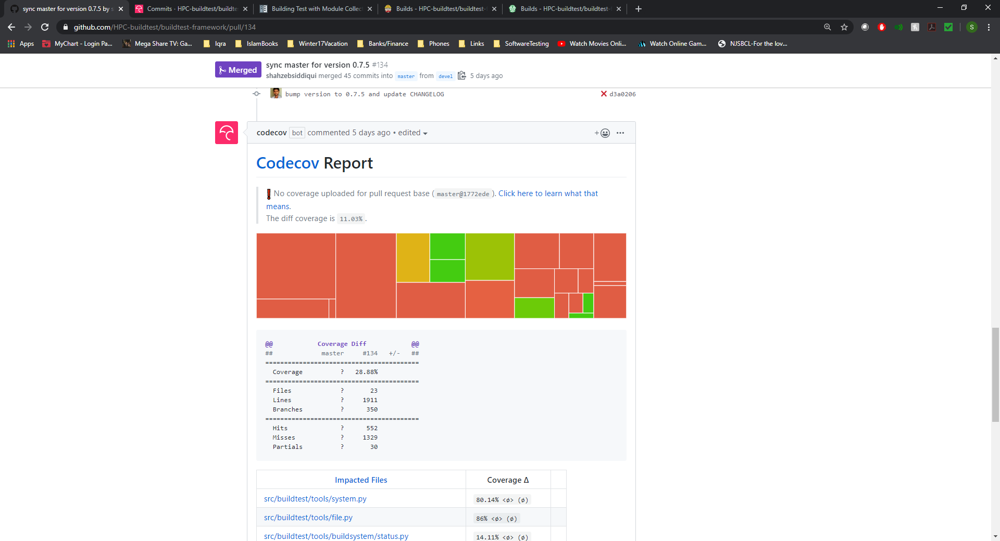 sync master for version 0.7.5 by s
Commits · HPC-buildtest/buildte
Building Test with Module Collec
Builds - HPC-buildtest/buildtest-
Builds - HPC-buildtest/buildtest-
github.com/HPC-buildtest/buildtest-framework/pull/134
S
Apps
MyChart - Login Pa...
Mega Share TV: Ga...
Iqra
IslamBooks
Winter17Vacation
Banks/Finance
Phones
Links
SoftwareTesting
Watch Movies Onli...
Watch Online Gam...
NJSBCL-For the lov...
Merged
sync master for version 0.7.5 #134
shahzebsiddiqui merged 45 commits into master from devel 5 days ago
bump version to 0.7.5 and update CHANGELOG d3a0206
codecov bot commented 5 days ago • edited
Codecov Report
No coverage uploaded for pull request base (master@1772ede). Click here to learn what that
means.
The diff coverage is 11.03%.
@@ Coverage Diff @@
## master #134 +/- ##
=========================================
Coverage ? 28.88%
=========================================
Files ? 23
Lines ? 1911
Branches ? 350
=========================================
Hits ? 552
Misses ? 1329
Partials ? 30
Impacted Files Coverage Δ
src/buildtest/tools/system.py 80.14% <ø> (ø)
src/buildtest/tools/file.py 86% <ø> (ø)
src/buildtest/tools/buildsystem/status.py 14.11% <ø> (ø)